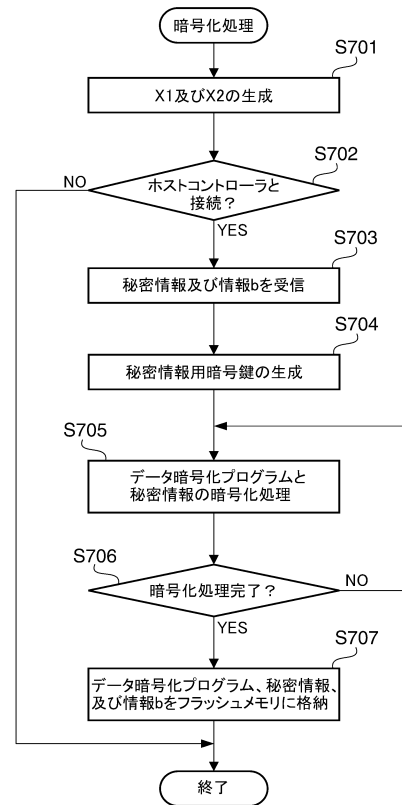 暗号化処理
S701
X1及びX2の生成
S702
NO
ホストコントローラと
接続？
YES
S703
秘密情報及び情報bを受信
S704
秘密情報用暗号鍵の生成
S705
データ暗号化プログラムと
秘密情報の暗号化処理
S706
暗号化処理完了？
NO
YES
S707
データ暗号化プログラム、秘密情報、
及び情報bをフラッシュメモリに格納
終了